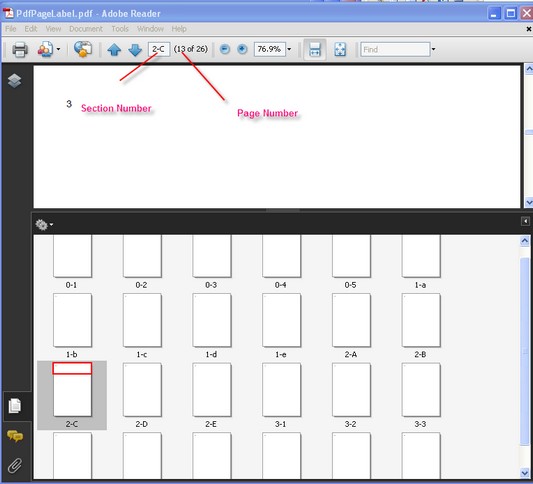 PdfPageLabel.pdf - Adobe Reader
File Edit View Document Tools Window Help
2-C (13 of 26) 76.9% Find
3
Section Number
Page Number
0-1 0-2 0-3 0-4 0-5 1-a
1-b 1-c 1-d 1-e 2-A 2-B
2-C 2-D 2-E 3-1 3-2 3-3